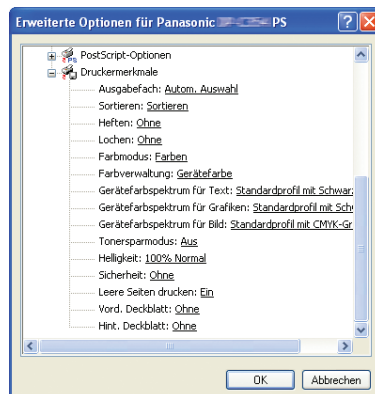 Erweiterte Optionen für Panasonic PS
PostScript-Optionen
Druckermerkmale
Ausgabefach: Autom. Auswahl
Sortieren: Sortieren
Heften: Ohne
Lochen: Ohne
Farbmodus: Farben
Farbverwaltung: Gerätefarbe
Gerätefarbspektrum für Text: Standardprofil mit Schwar
Gerätefarbspektrum für Grafiken: Standardprofil mit Sch
Gerätefarbspektrum für Bild: Standardprofil mit CMYK-Gr
Tonersparmodus: Aus
Helligkeit: 100% Normal
Sicherheit: Ohne
Leere Seiten drucken: Ein
Vord. Deckblatt: Ohne
Hint. Deckblatt: Ohne
OK Abbrechen